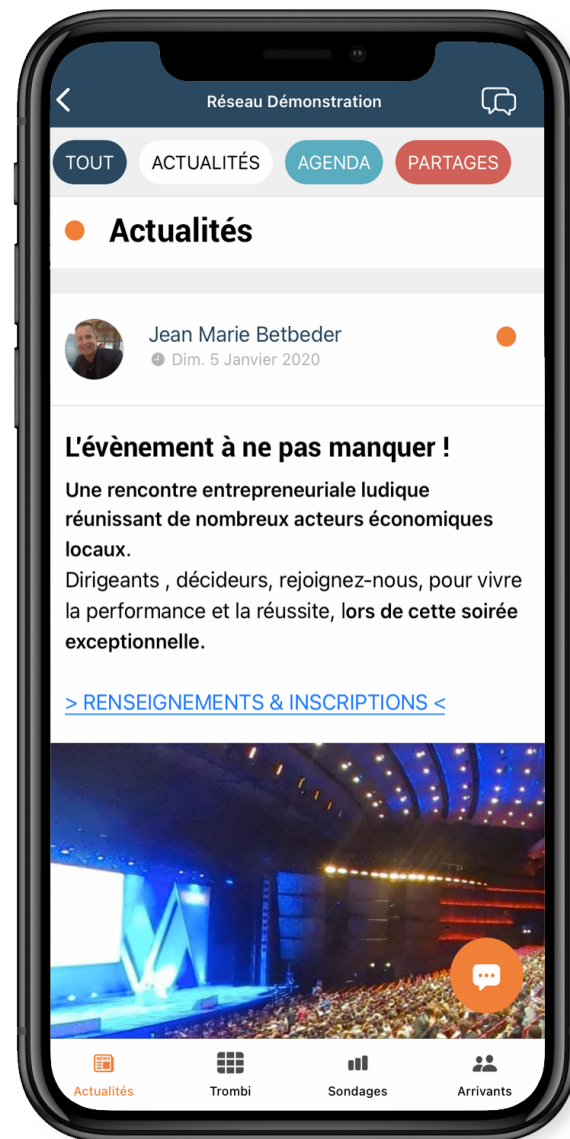 Réseau Démonstration
TOUT ACTUALITÉS AGENDA PARTAGES
Actualités
Jean Marie Betbeder
Dim. 5 Janvier 2020
L'évènement à ne pas manquer !
Une rencontre entrepreneuriale ludique
réunissant de nombreux acteurs économiques
locaux.
Dirigeants , décideurs, rejoignez-nous, pour vivre
la performance et la réussite, lors de cette soirée
exceptionnelle.
> RENSEIGNEMENTS & INSCRIPTIONS <
NEWS
Actualités Trombi Sondages Arrivants